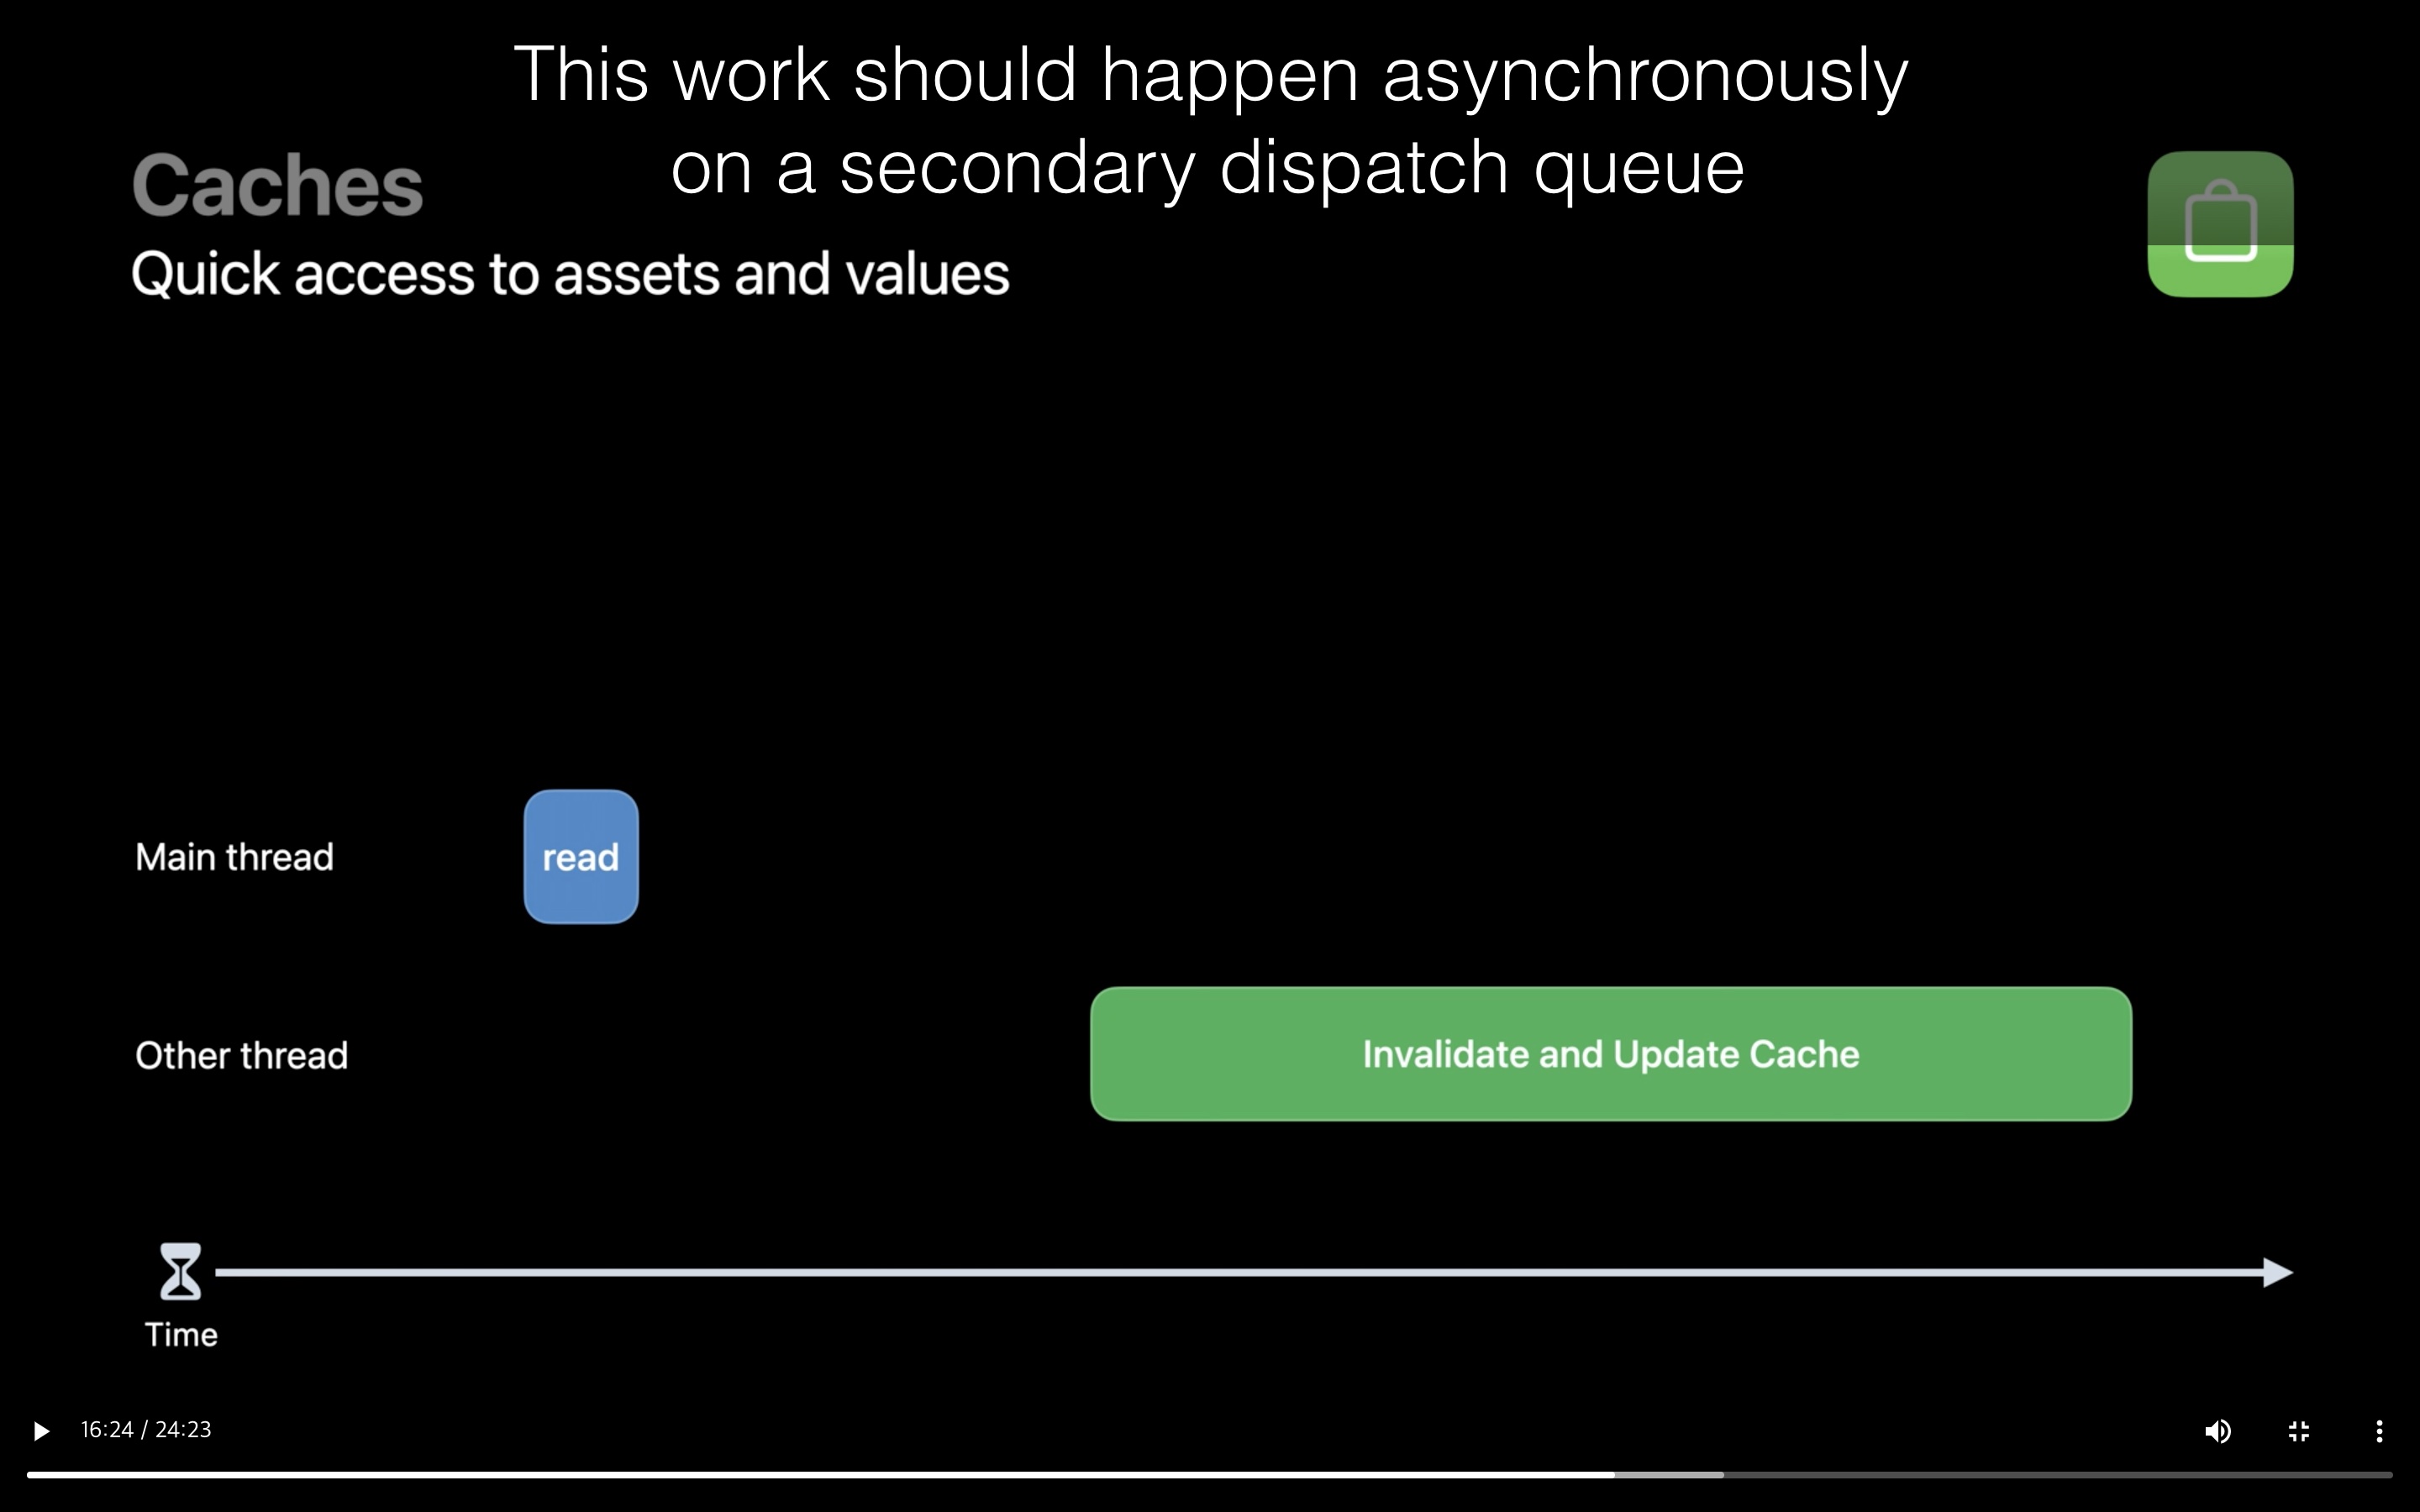 This work should happen asynchronously
on a secondary dispatch queue
Caches
Quick access to assets and values
Main thread
read
Other thread
Invalidate and Update Cache
Time
16:24 / 24:23